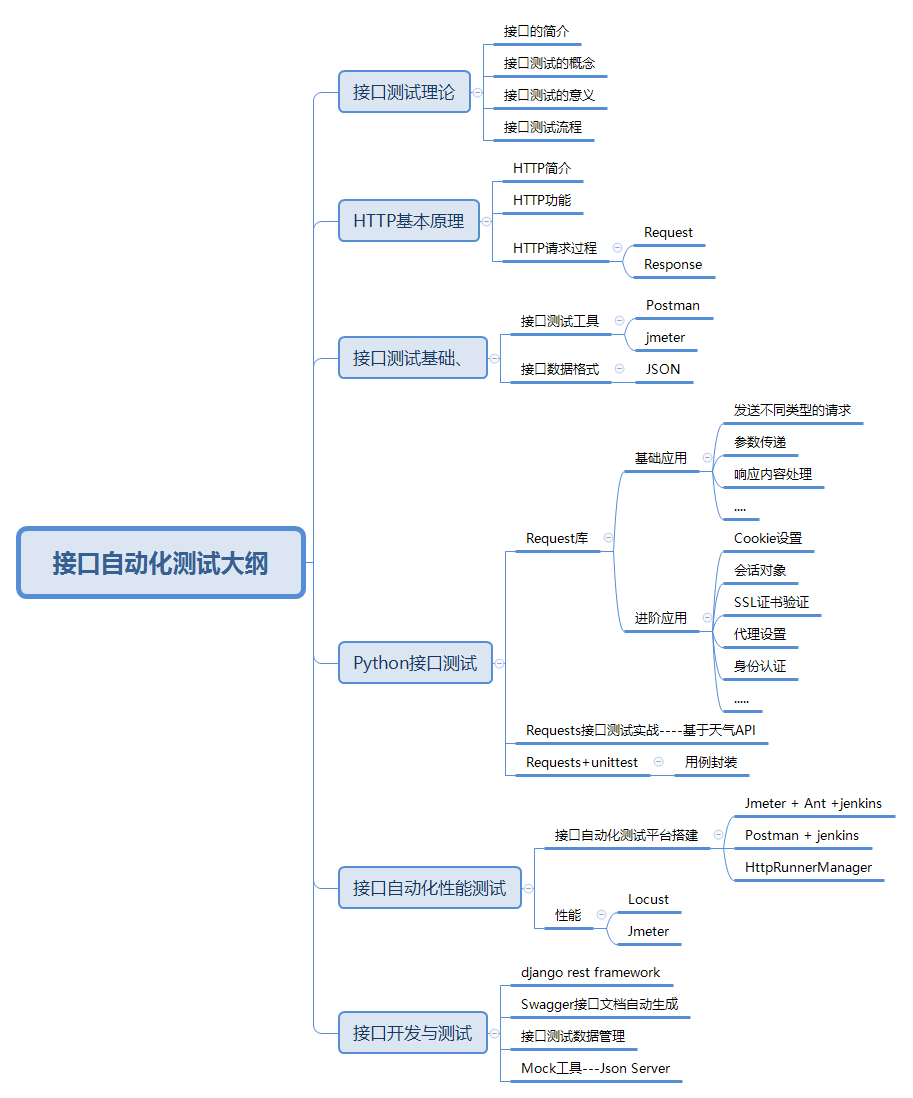 接口自动化测试大纲
接口测试理论
接口的简介
接口测试的概念
接口测试的意义
接口测试流程
HTTP基本原理
HTTP简介
HTTP功能
HTTP请求过程
Request
Response
接口测试基础、
接口测试工具
Postman
jmeter
接口数据格式
JSON
Python接口测试
Request库
基础应用
发送不同类型的请求
参数传递
响应内容处理
....
进阶应用
Cookie设置
会话对象
SSL证书验证
代理设置
身份认证
.....
Requests接口测试实战----基于天气API
Requests+unittest
用例封装
接口自动化性能测试
接口自动化测试平台搭建
Jmeter + Ant +jenkins
Postman + jenkins
HttpRunnerManager
性能
Locust
Jmeter
接口开发与测试
django rest framework
Swagger接口文档自动生成
接口测试数据管理
Mock工具---Json Server